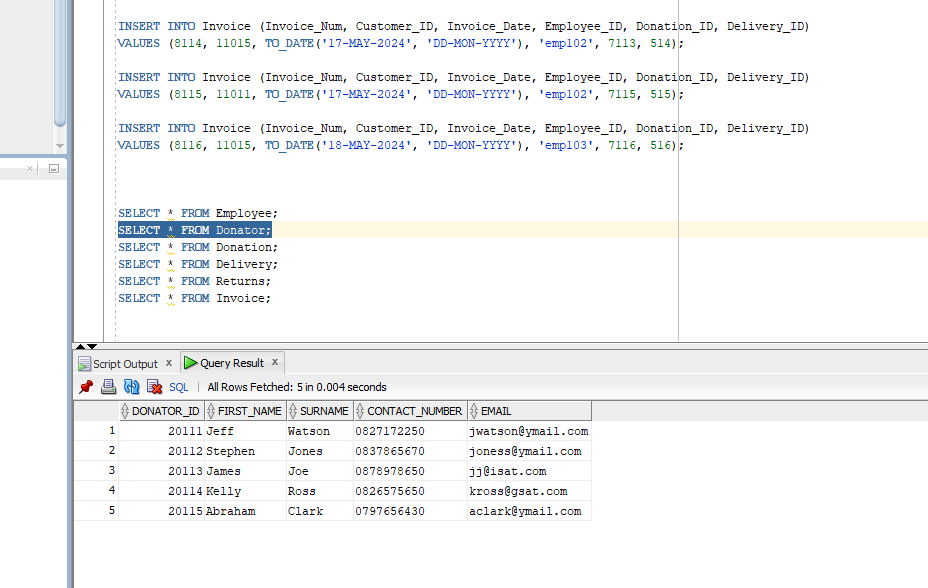 INSERT INTO Invoice (Invoice_Num, Customer_ID, Invoice_Date, Employee_ID, Donation_ID, Delivery_ID)
VALUES (8114, 11015, TO_DATE('17-MAY-2024', 'DD-MON-YYYY'), 'emp102', 7113, 514);
INSERT INTO Invoice (Invoice_Num, Customer_ID, Invoice_Date, Employee_ID, Donation_ID, Delivery_ID)
VALUES (8115, 11011, TO_DATE('17-MAY-2024', 'DD-MON-YYYY'), 'emp102', 7115, 515);
INSERT INTO Invoice (Invoice_Num, Customer_ID, Invoice_Date, Employee_ID, Donation_ID, Delivery_ID)
VALUES (8116, 11015, TO_DATE('18-MAY-2024', 'DD-MON-YYYY'), 'emp103', 7116, 516);
SELECT * FROM Employee;
SELECT * FROM Donator;
SELECT * FROM Donation;
SELECT * FROM Delivery;
SELECT * FROM Returns;
SELECT * FROM Invoice;
Script Output x Query Result x
SQL | All Rows Fetched: 5 in 0.004 seconds
DONATOR_ID FIRST_NAME SURNAME CONTACT_NUMBER EMAIL
1 20111 Jeff Watson 0827172250 jwatson@ymail.com
2 20112 Stephen Jones 0837865670 joness@ymail.com
3 20113 James Joe 0878978650 jj@isat.com
4 20114 Kelly Ross 0826575650 kross@gsat.com
5 20115 Abraham Clark 0797656430 aclark@ymail.com